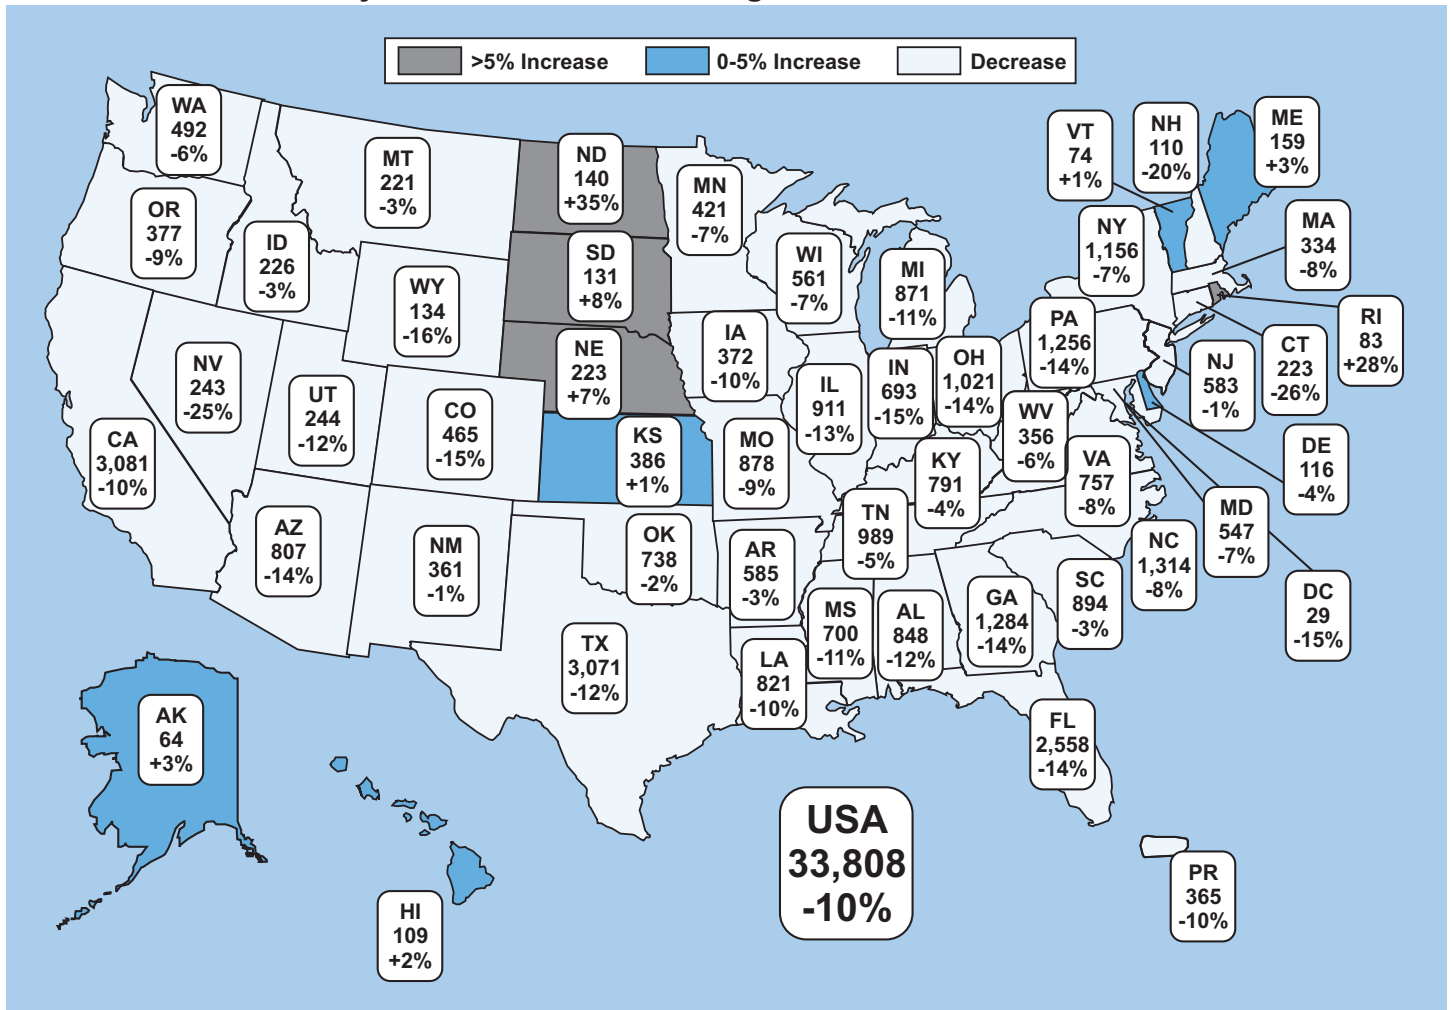 >5% Increase
0-5% Increase
Decrease
WA
492
-6%
MT
221
-3%
ND
140
+35%
MN
421
-7%
VT
74
+1%
NH
110
-20%
ME
159
+3%
OR
377
-9%
ID
226
-3%
WY
134
-16%
SD
131
+8%
WI
561
-7%
MI
871
-11%
NY
1,156
-7%
MA
334
-8%
RI
83
+28%
CT
223
-26%
NJ
583
-1%
PA
1,256
-14%
NV
243
-25%
UT
244
-12%
CO
465
-15%
NE
223
+7%
IA
372
-10%
IL
911
-13%
IN
693
-15%
OH
1,021
-14%
WV
356
-6%
VA
757
-8%
DE
116
-4%
MD
547
-7%
DC
29
-15%
CA
3,081
-10%
KS
386
+1%
MO
878
-9%
KY
791
-4%
AZ
807
-14%
NM
361
-1%
OK
738
-2%
AR
585
-3%
TN
989
-5%
NC
1,314
-8%
SC
894
-3%
TX
3,071
-12%
LA
821
-10%
MS
700
-11%
AL
848
-12%
GA
1,284
-14%
FL
2,558
-14%
AK
64
+3%
HI
109
+2%
USA
33,808
-10%
PR
365
-10%